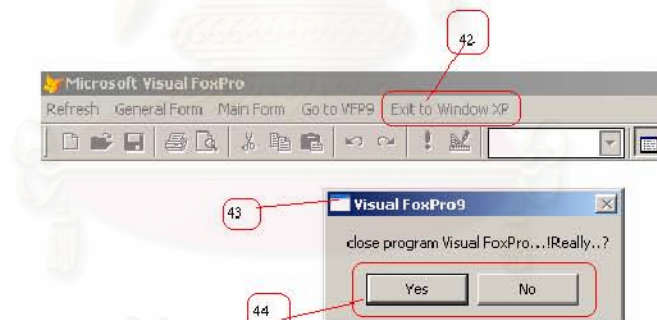 42
Microsoft Visual FoxPro
Refresh General Form Main Form Go to VFP9 Exit to Window XP
43
Visual FoxPro9
close program Visual FoxPro...!Really..?
Yes No
44